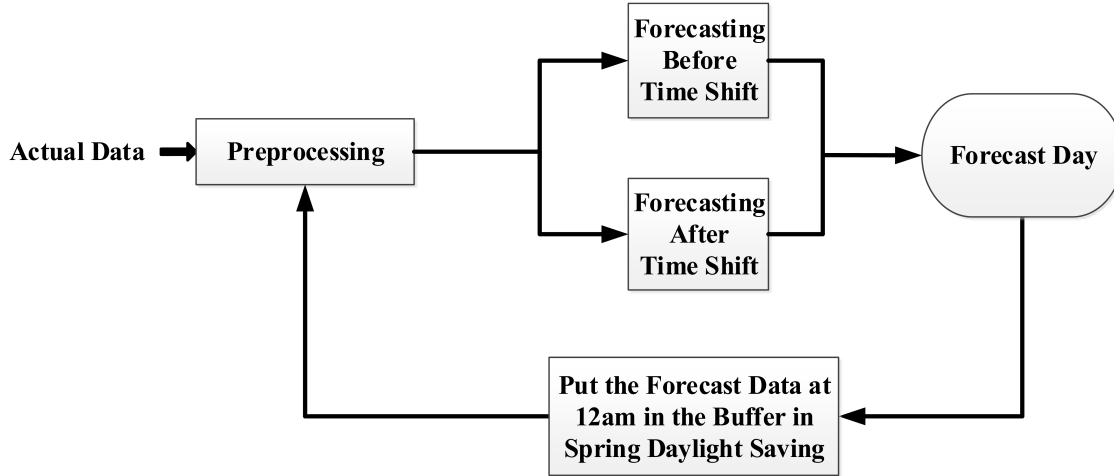 Actual Data
Preprocessing
Forecasting
Before
Time Shift
Forecasting
After
Time Shift
Forecast Day
Put the Forecast Data at
12am in the Buffer in
Spring Daylight Saving